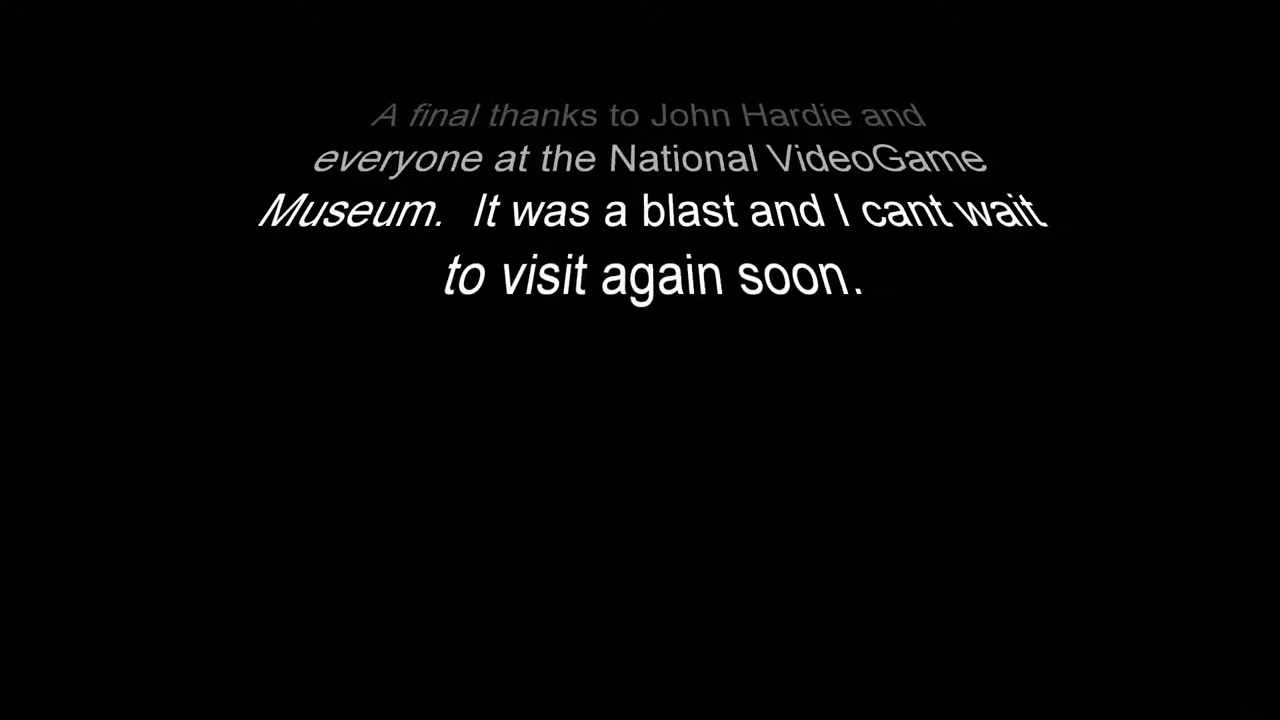 A final thanks to John Hardie and
everyone at the National VideoGame
Museum.  It was a blast and I cant wait
to visit again soon.